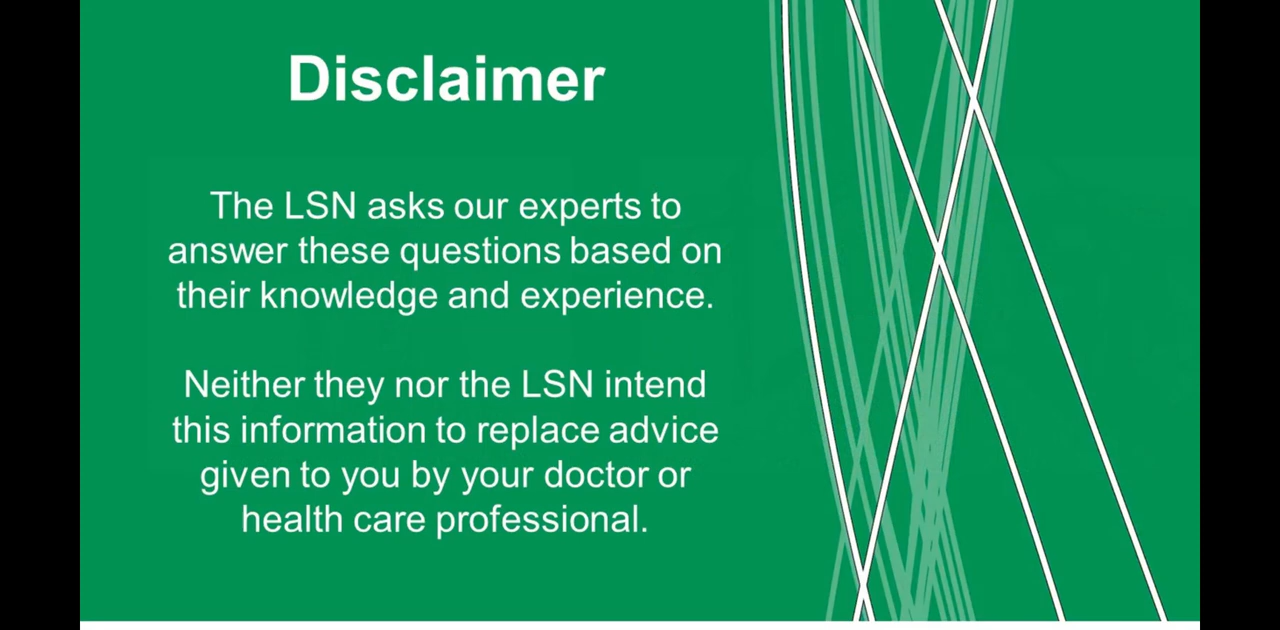 Disclaimer
The LSN asks our experts to
answer these questions based on
their knowledge and experience.
Neither they nor the LSN intend
this information to replace advice
given to you by your doctor or
health care professional.